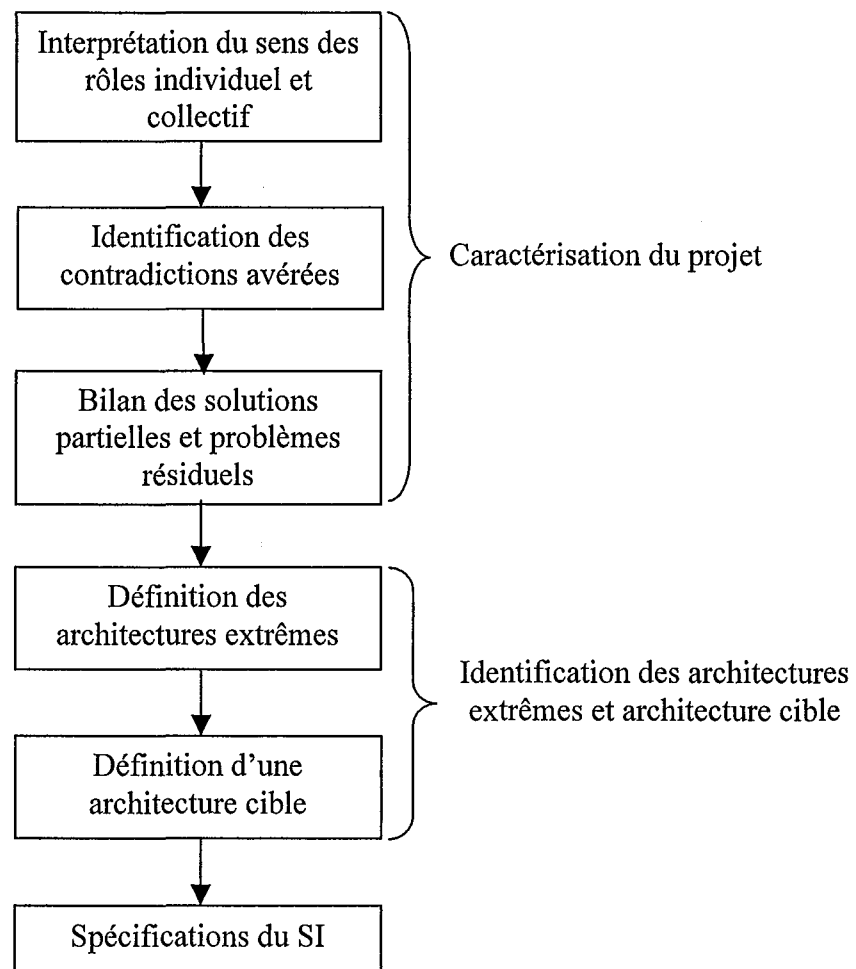 Interprétation du sens des
rôles individuel et
collectif
Identification des
contradictions avérées
Caractérisation du projet
Bilan des solutions
partielles et problèmes
résiduels
Définition des
architectures extrêmes
Identification des architectures
extrêmes et architecture cible
Définition d’une
architecture cible
Spécifications du SI